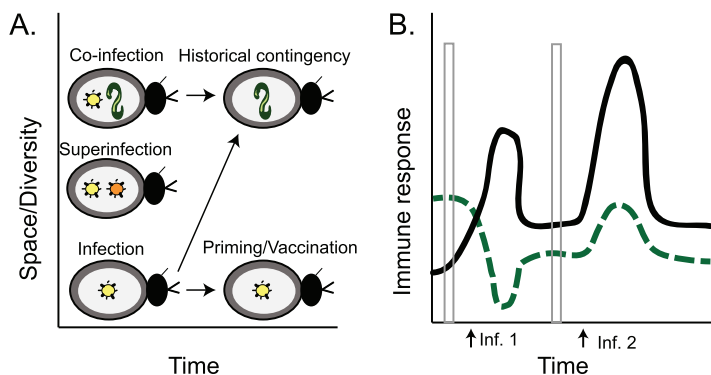 A.
Co-infection
Historical contingency
Superinfection
Infection
Priming/Vaccination
Space/Diversity
Time
B.
Immune response
Inf. 1
Inf. 2
Time